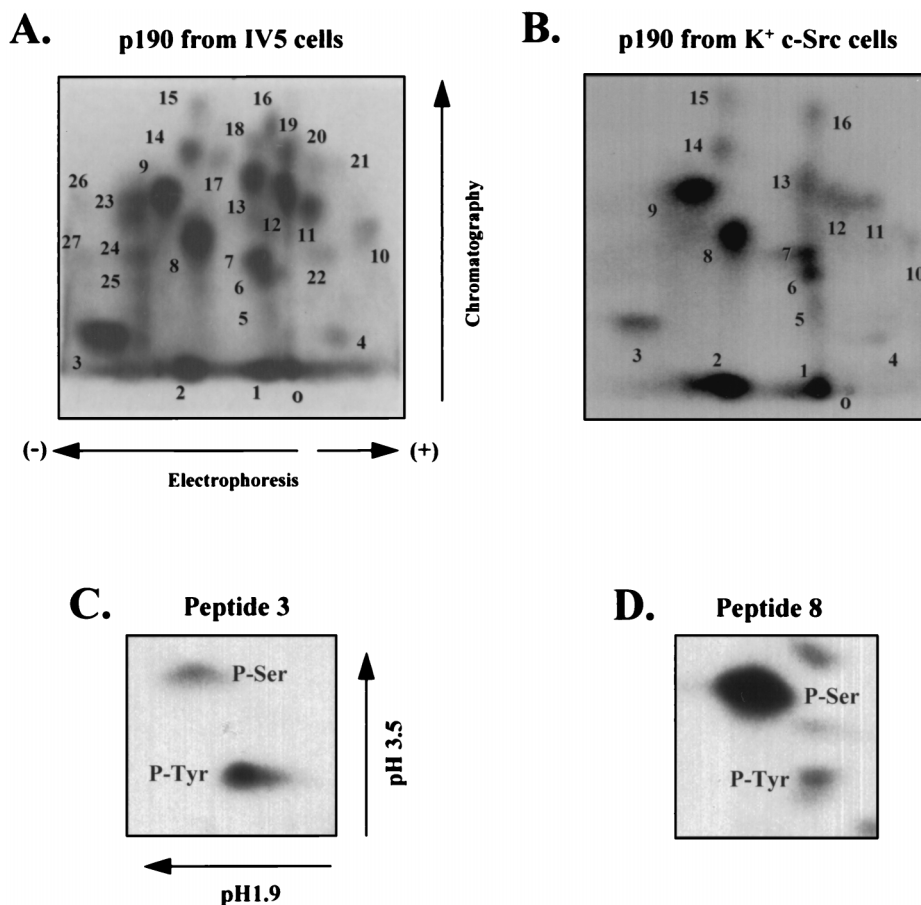 A.
p190 from IV5 cells
B.
p190 from K⁺ c-Src cells
15
16
14
18
19
20
9
21
26
17
23
13
12
11
27
24
8
7
22
10
25
6
5
3
4
2
1
0
(-)
(+)
Electrophoresis
Chromatography
15
16
14
13
9
12
11
8
7
10
6
5
3
2
1
4
0
C.
Peptide 3
P-Ser
P-Tyr
pH 3.5
pH1.9
D.
Peptide 8
P-Ser
P-Tyr